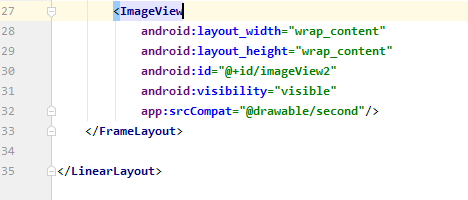 27 <ImageView
28 android:layout_width="wrap_content"
29 android:layout_height="wrap_content"
30 android:id="@+id/imageView2"
31 android:visibility="visible"
32 app:srcCompat="@drawable/second"/>
33 </FrameLayout>
34
35 </LinearLayout>